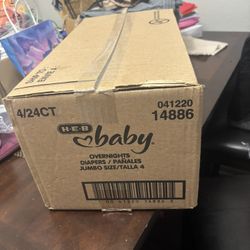 4/24CT
041220
14886
H-E-B
baby
OVERNIGHTS
DIAPERS / PAÑALES
JUMBO SIZE/TALLA 4